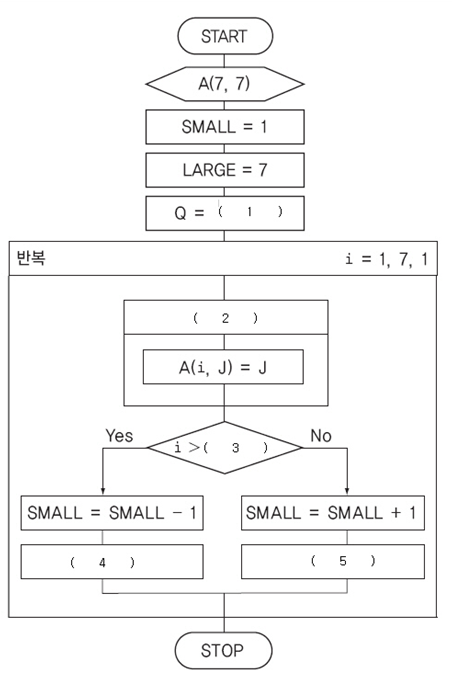 START
A(7, 7)
SMALL = 1
LARGE = 7
Q = ( 1 )
반복 i = 1, 7, 1
( 2 )
A(i, J) = J
Yes i >( 3 ) No
SMALL = SMALL − 1 SMALL = SMALL + 1
( 4 ) ( 5 )
STOP